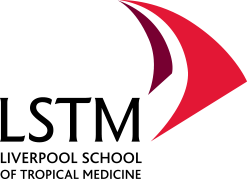 LSTM
LIVERPOOL SCHOOL
OF TROPICAL MEDICINE